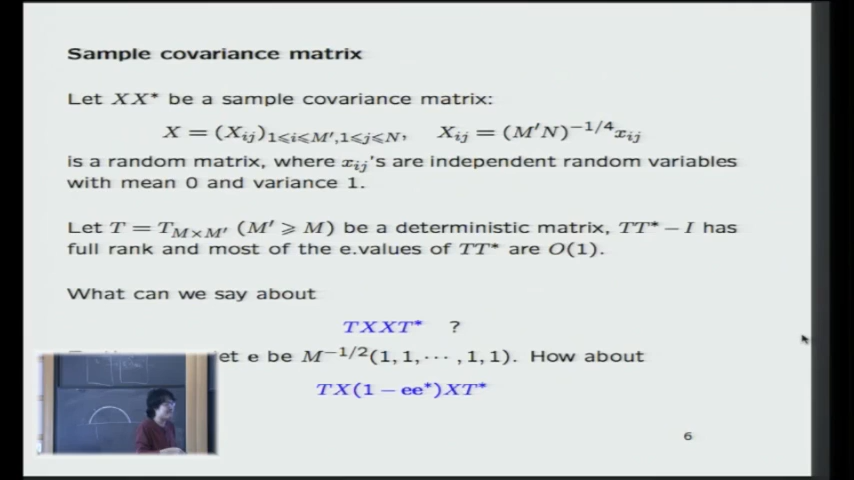 Sample covariance matrix
Let XX* be a sample covariance matrix:
X = (X_{ij})_{1⩽i⩽M′,1⩽j⩽N}, X_{ij} = (M′N)^{−1/4}x_{ij}
is a random matrix, where x_{ij}'s are independent random variables
with mean 0 and variance 1.
Let T = T_{M×M′} (M′ ⩾ M) be a deterministic matrix, TT* − I has
full rank and most of the e.values of TT* are O(1).
What can we say about
TXXT* ?
let e be M^{−1/2}(1, 1, ···, 1, 1). How about
TX(1 − ee*)XT*
6